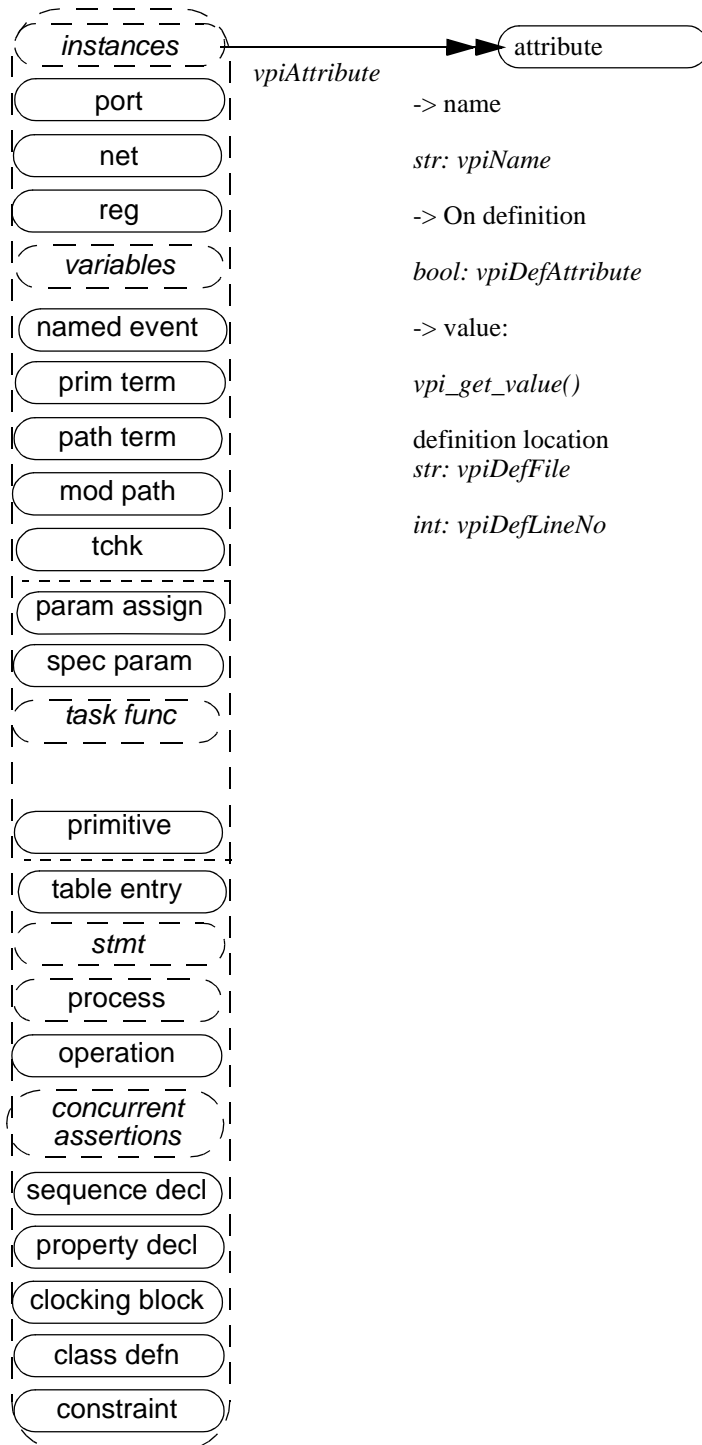 instances
port
net
reg
variables
named event
prim term
path term
mod path
tchk
param assign
spec param
task func
primitive
table entry
stmt
process
operation
concurrent
assertions
sequence decl
property decl
clocking block
class defn
constraint
vpiAttribute
attribute
-> name
str: vpiName
-> On definition
bool: vpiDefAttribute
-> value:
vpi_get_value()
definition location
str: vpiDefFile
int: vpiDefLineNo